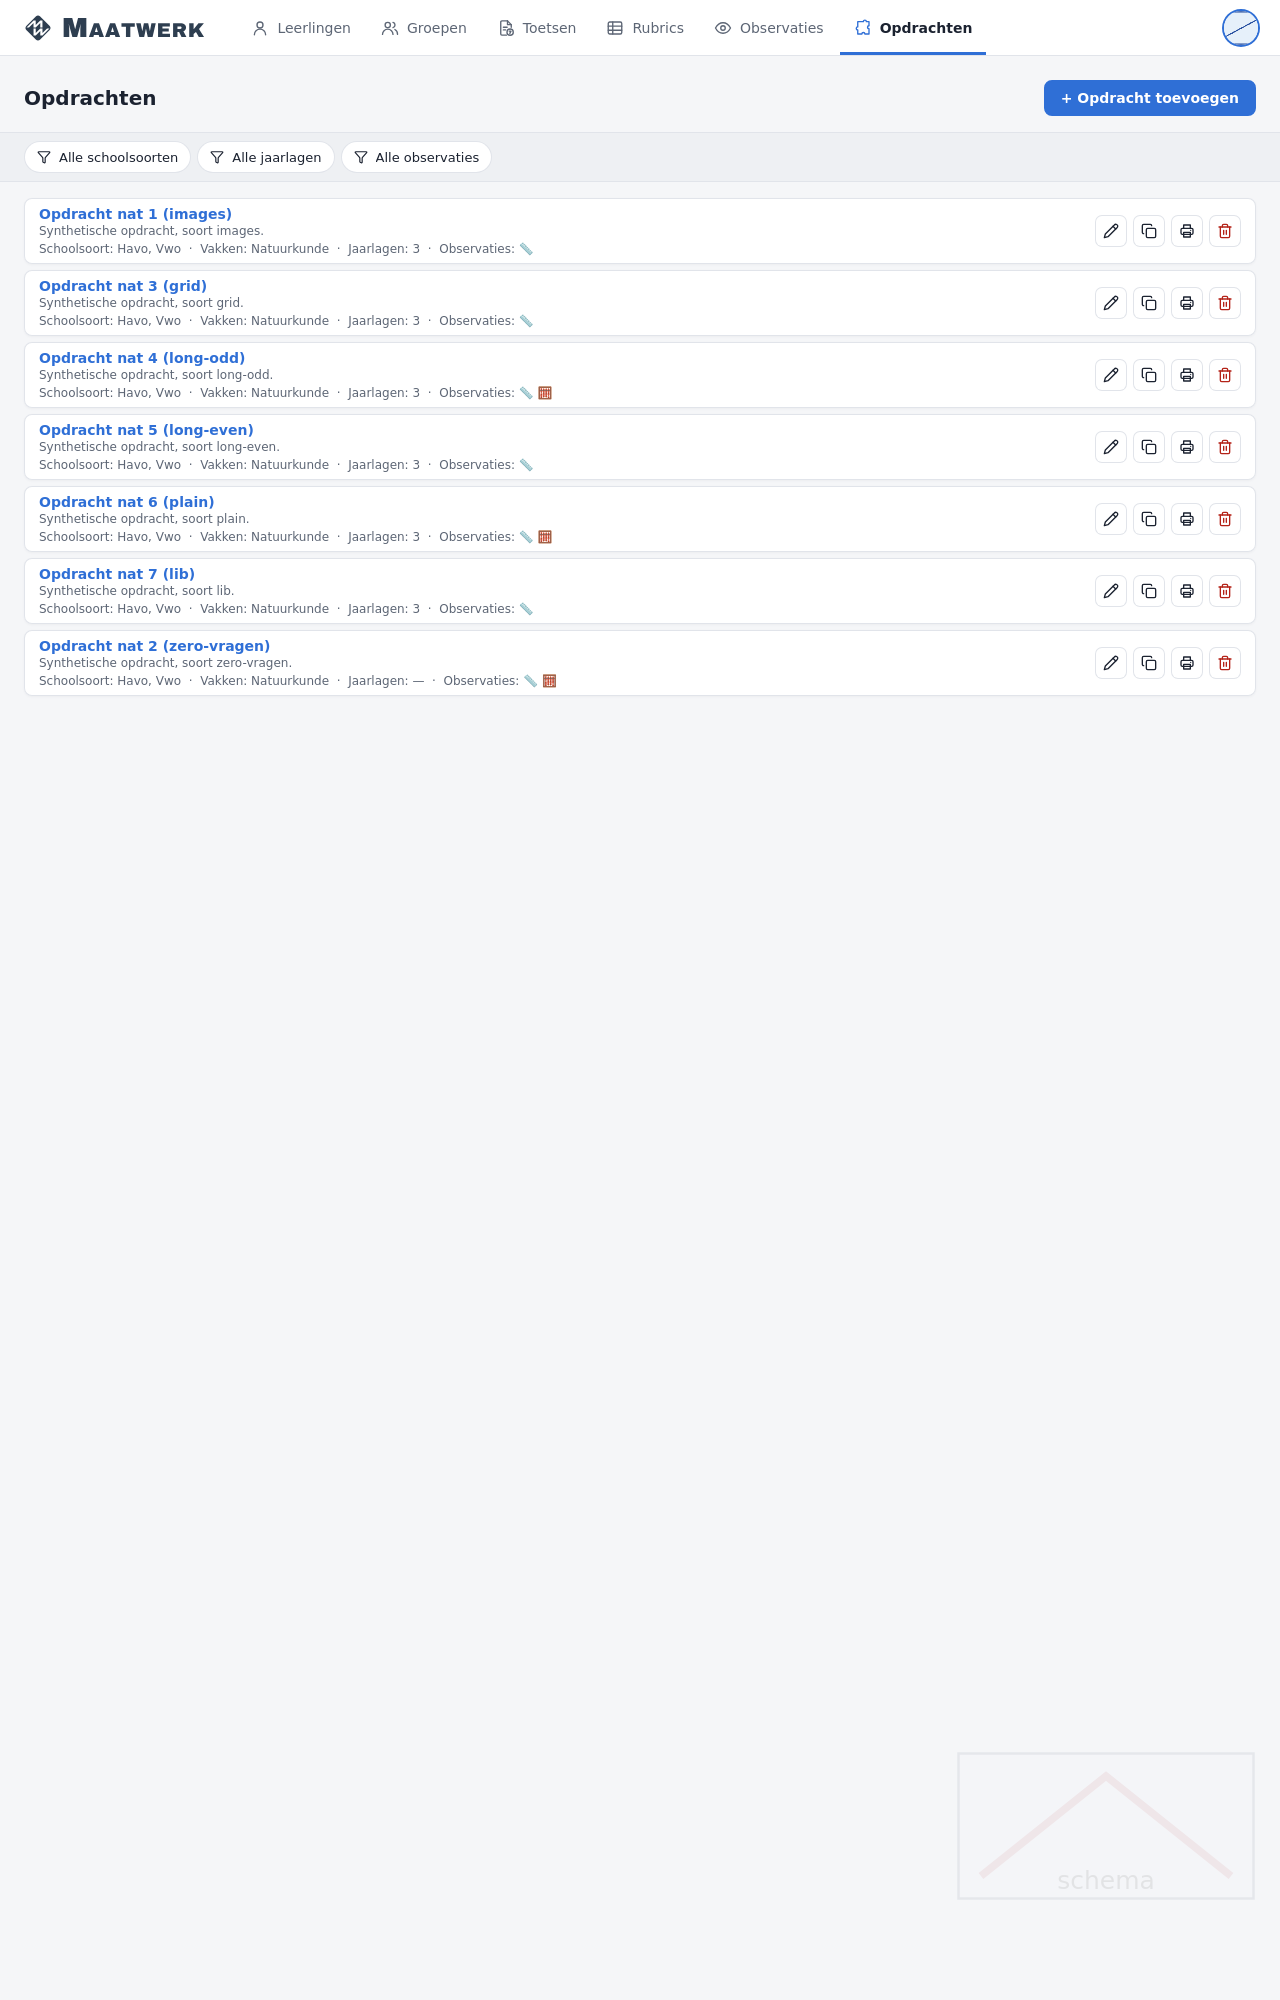 MAATWERK
Leerlingen
Groepen
Toetsen
Rubrics
Observaties
Opdrachten
Opdrachten
+ Opdracht toevoegen
Alle schoolsoorten
Alle jaarlagen
Alle observaties
Opdracht nat 1 (images)
Synthetische opdracht, soort images.
Schoolsoort: Havo, Vwo · Vakken: Natuurkunde · Jaarlagen: 3 · Observaties:
Opdracht nat 3 (grid)
Synthetische opdracht, soort grid.
Schoolsoort: Havo, Vwo · Vakken: Natuurkunde · Jaarlagen: 3 · Observaties:
Opdracht nat 4 (long-odd)
Synthetische opdracht, soort long-odd.
Schoolsoort: Havo, Vwo · Vakken: Natuurkunde · Jaarlagen: 3 · Observaties:
Opdracht nat 5 (long-even)
Synthetische opdracht, soort long-even.
Schoolsoort: Havo, Vwo · Vakken: Natuurkunde · Jaarlagen: 3 · Observaties:
Opdracht nat 6 (plain)
Synthetische opdracht, soort plain.
Schoolsoort: Havo, Vwo · Vakken: Natuurkunde · Jaarlagen: 3 · Observaties:
Opdracht nat 7 (lib)
Synthetische opdracht, soort lib.
Schoolsoort: Havo, Vwo · Vakken: Natuurkunde · Jaarlagen: 3 · Observaties:
Opdracht nat 2 (zero-vragen)
Synthetische opdracht, soort zero-vragen.
Schoolsoort: Havo, Vwo · Vakken: Natuurkunde · Jaarlagen: — · Observaties:
schema